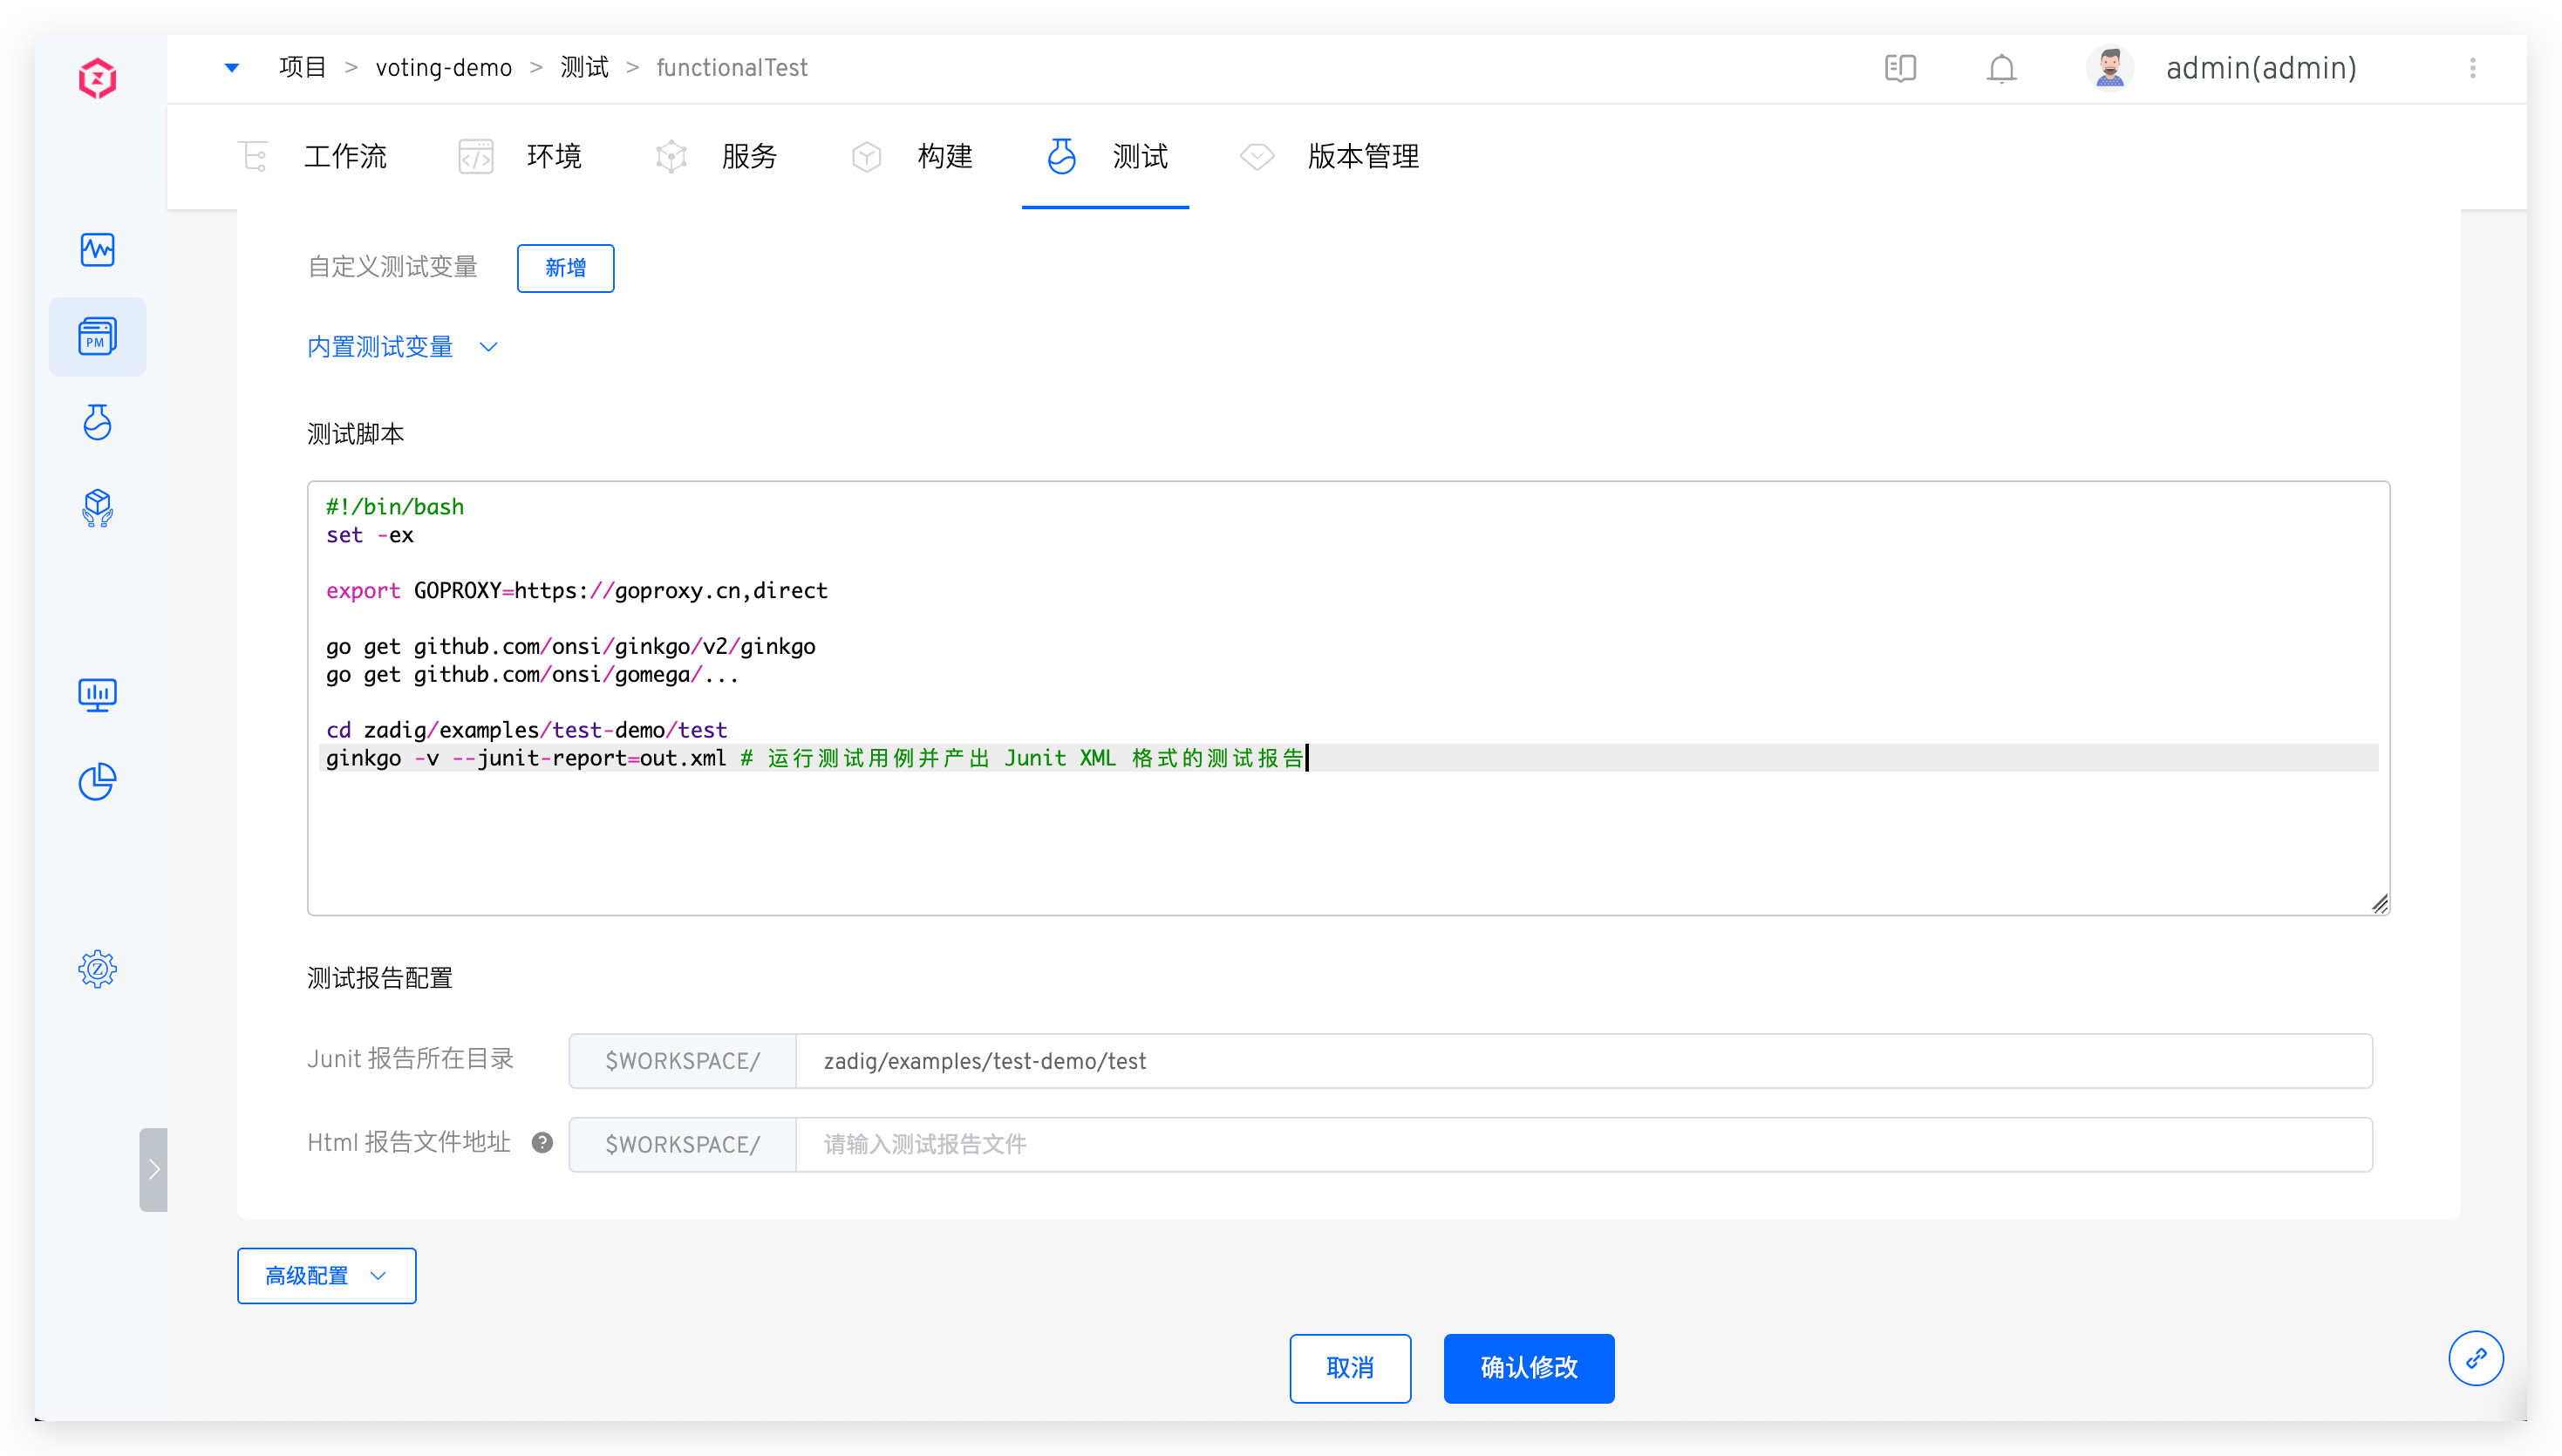 项目 > voting-demo > 测试 > functionalTest
admin(admin)
工作流 环境 服务 构建 测试 版本管理
PM
自定义测试变量 新增
内置测试变量
测试脚本
#!/bin/bash
set -ex
export GOPROXY=https://goproxy.cn,direct
go get github.com/onsi/ginkgo/v2/ginkgo
go get github.com/onsi/gomega/...
cd zadig/examples/test-demo/test
ginkgo -v --junit-report=out.xml # 运行测试用例并产出 Junit XML 格式的测试报告
测试报告配置
Junit 报告所在目录 $WORKSPACE/ zadig/examples/test-demo/test
Html 报告文件地址 ? $WORKSPACE/ 请输入测试报告文件
高级配置
取消 确认修改